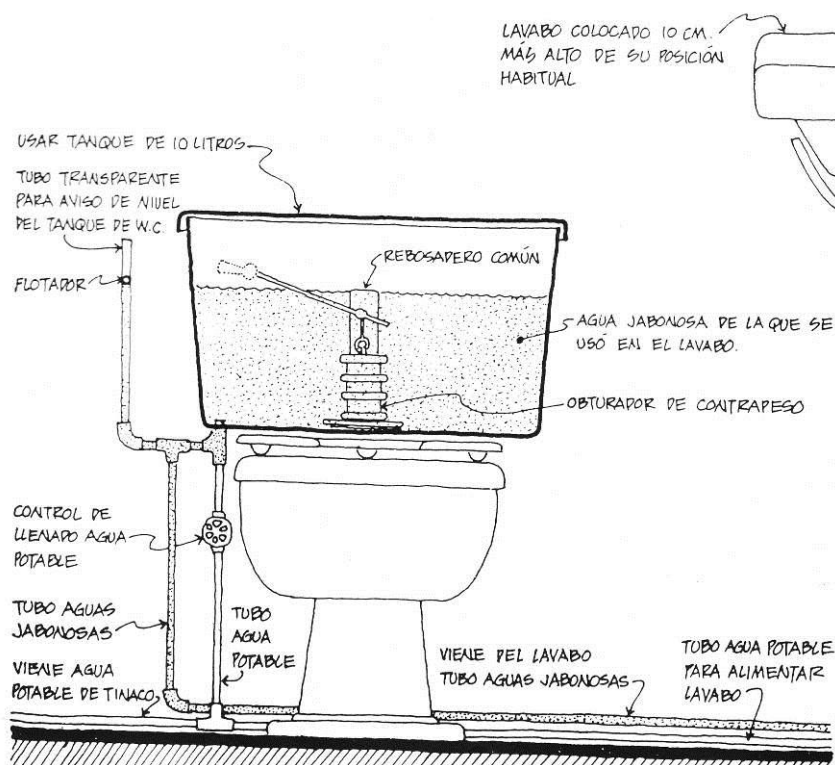 LAVABO COLOCADO 10 CM.
MÁS ALTO DE SU POSICIÓN
HABITUAL
USAR TANQUE DE 10 LITROS
TUBO TRANSPARENTE
PARA AVISO DE NIVEL
DEL TANQUE DE W.C.
FLOTADOR
REBOSADERO COMÚN
AGUA JABONOSA DE LA QUE SE
USÓ EN EL LAVABO.
OBTURADOR DE CONTRAPESO
CONTROL DE
LLENADO AGUA
POTABLE
TUBO AGUAS
JABONOSAS
VIENE AGUA
POTABLE DE TINACO
TUBO
AGUA
POTABLE
VIENE DEL LAVABO
TUBO AGUAS JABONOSAS
TUBO AGUA POTABLE
PARA ALIMENTAR
LAVABO